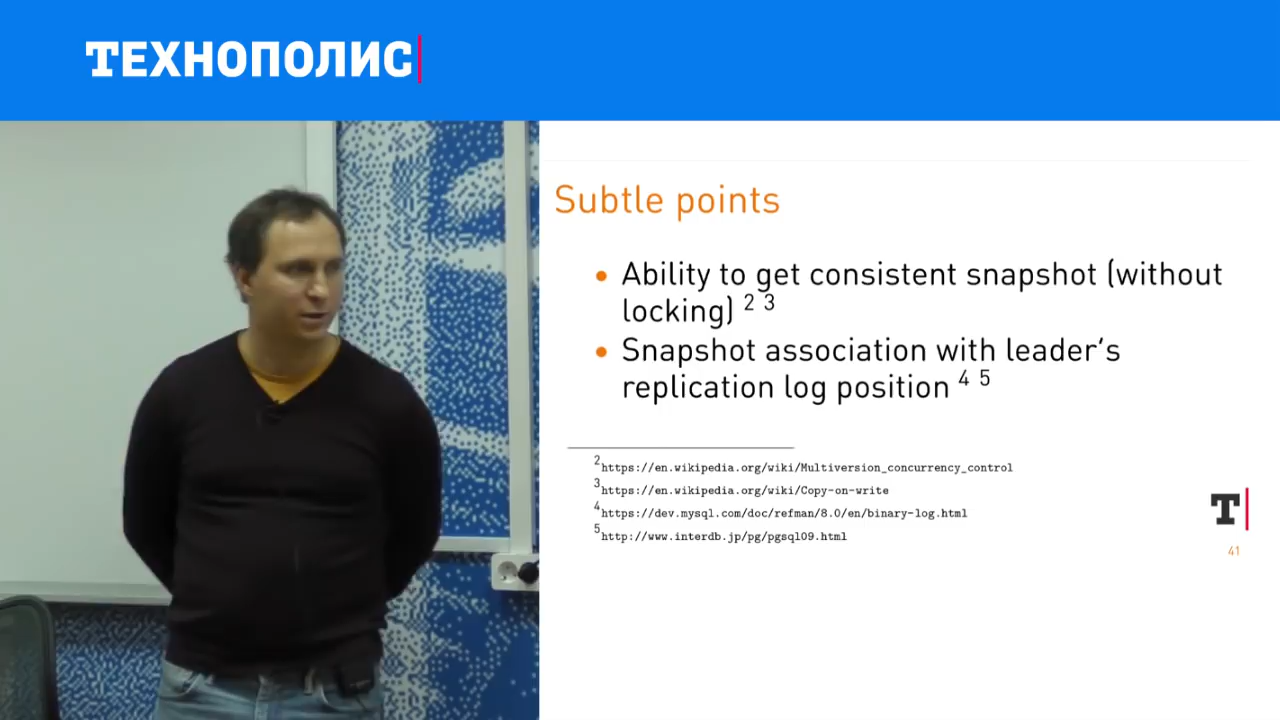 ТЕХНОПОЛИС
Subtle points
• Ability to get consistent snapshot (without
locking) 2 3
• Snapshot association with leader's
replication log position 4 5
2https://en.wikipedia.org/wiki/Multiversion_concurrency_control
3https://en.wikipedia.org/wiki/Copy-on-write
4https://dev.mysql.com/doc/refman/8.0/en/binary-log.html
5http://www.interdb.jp/pg/pgsql09.html
Т
41